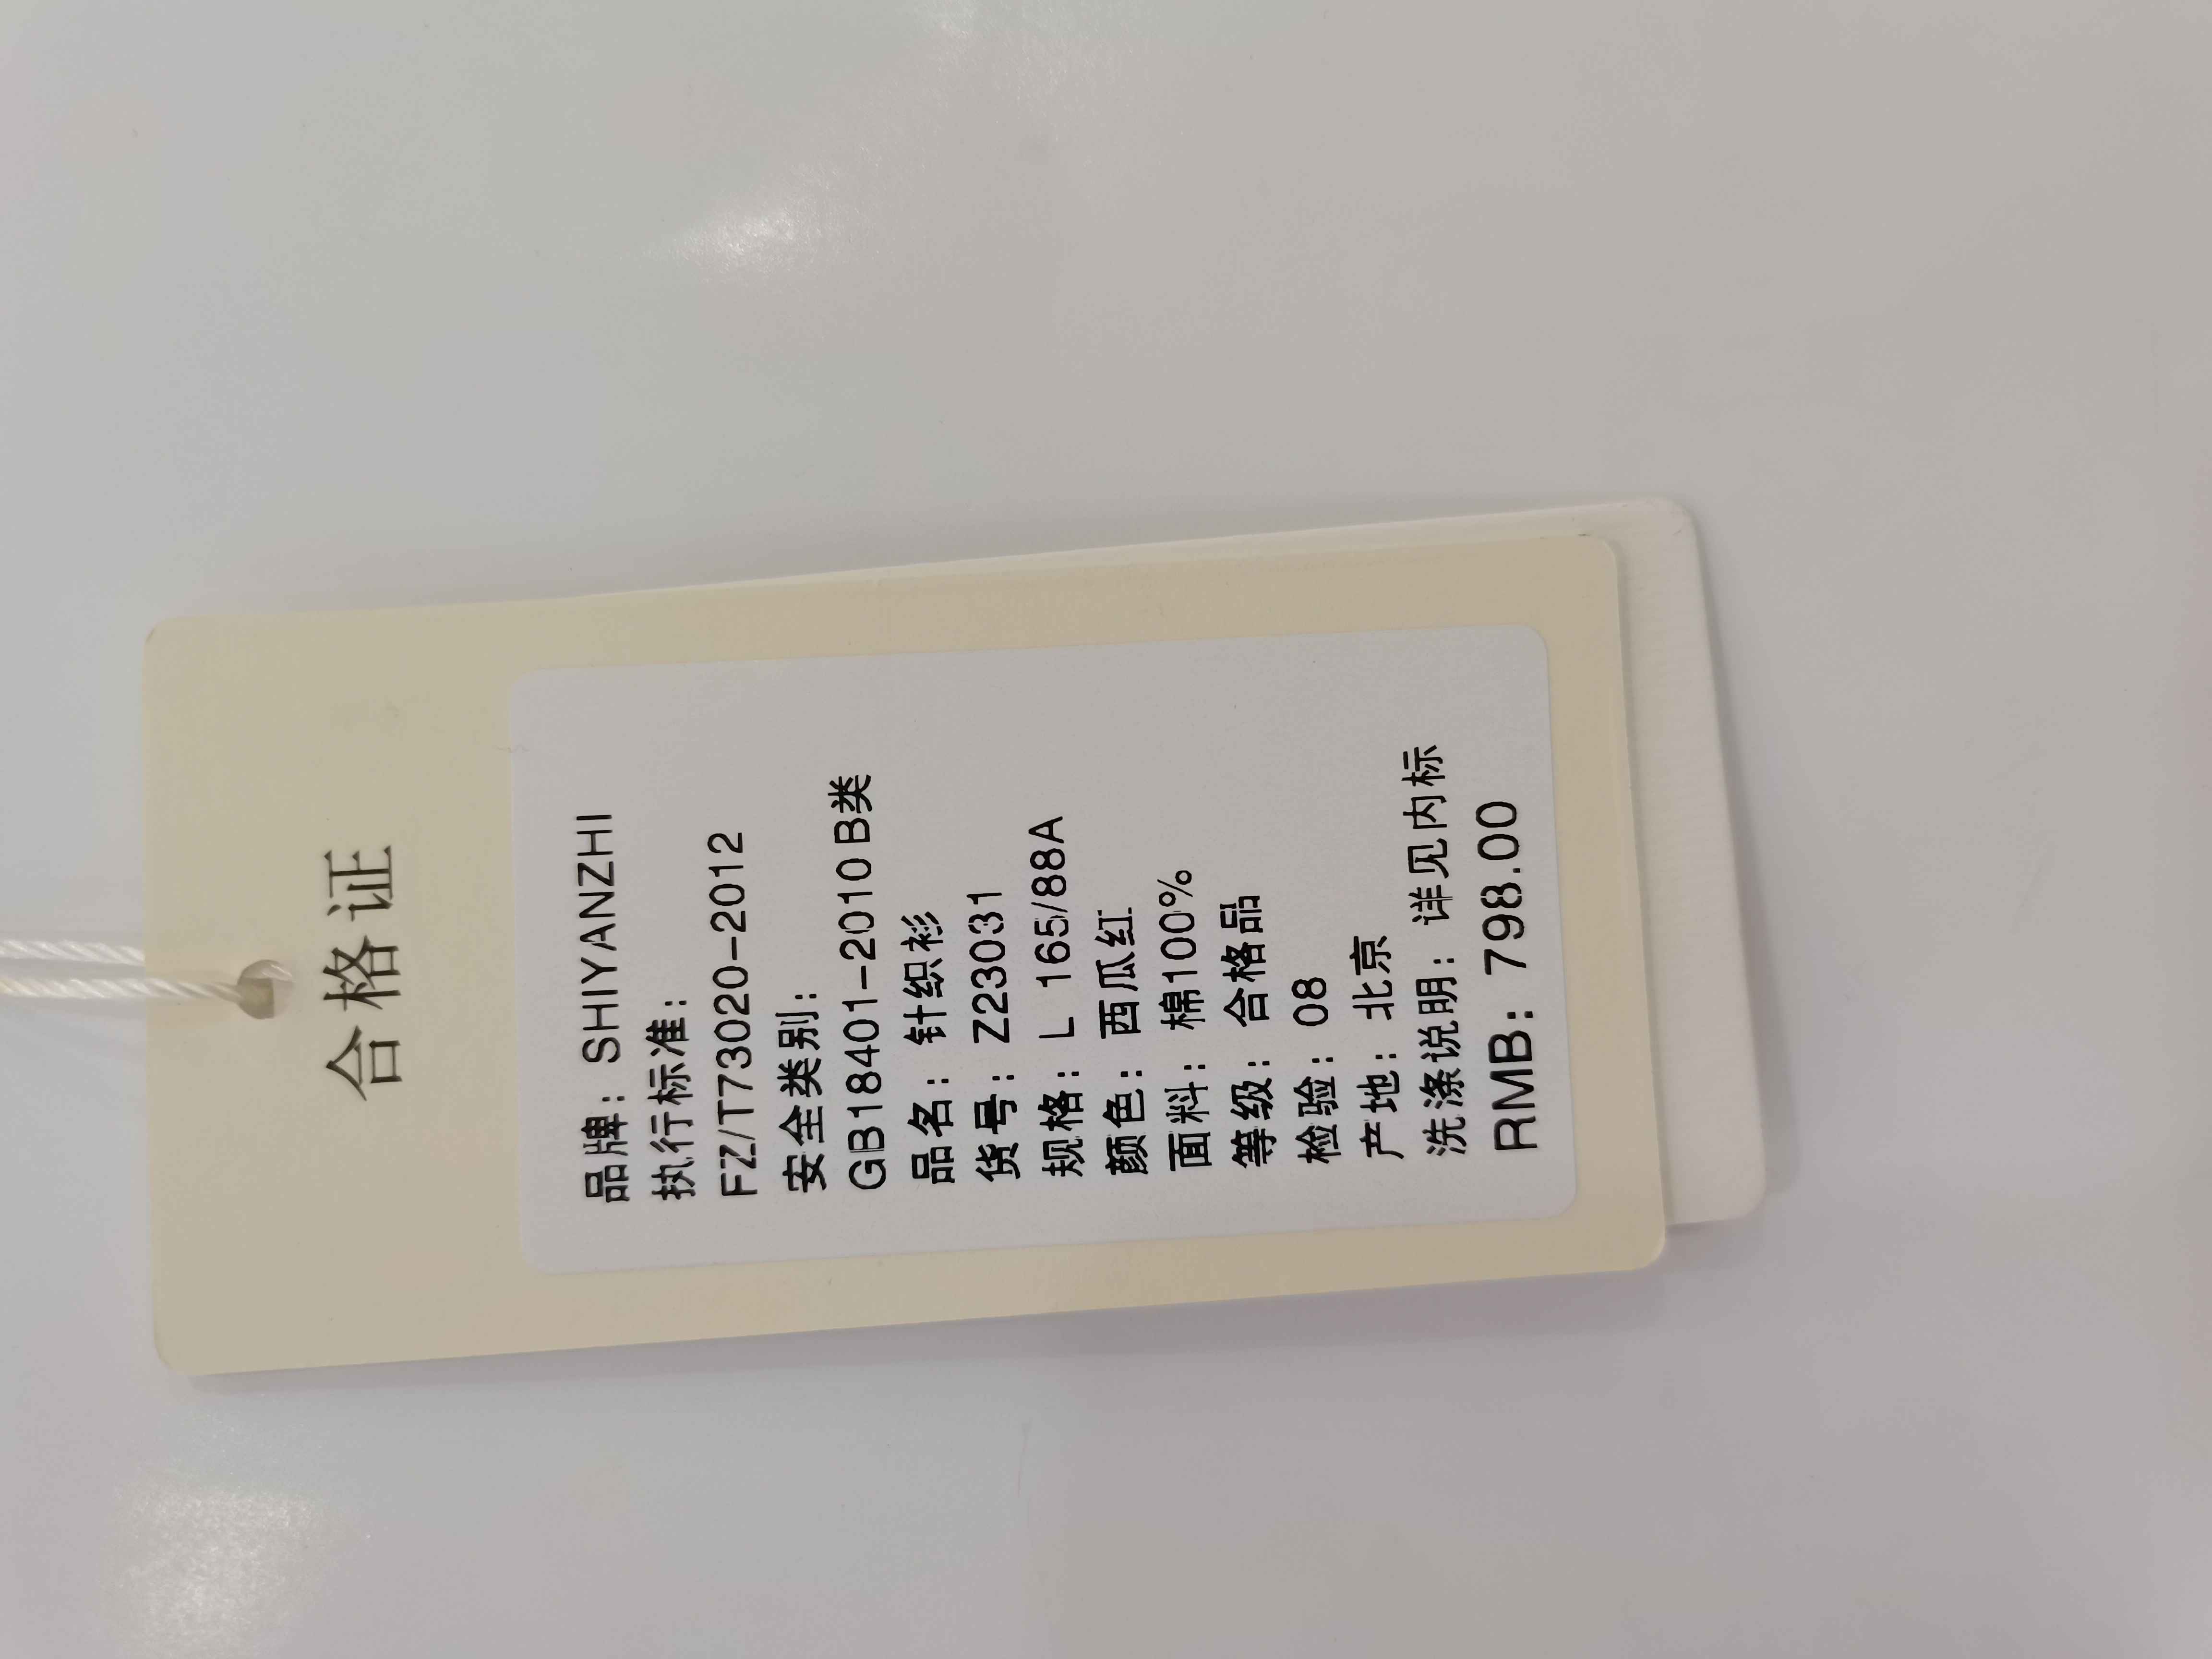 合格证
品牌：SHIYANZHI
执行标准：
FZ/T73020-2012
安全类别：
GB18401-2010 B类
品名：针织衫
货号：Z23031
规格：L 165/88A
颜色：西瓜红
面料：棉100%
等级：合格品
检验：08
产地：北京
洗涤说明：详见内标
RMB：798.00